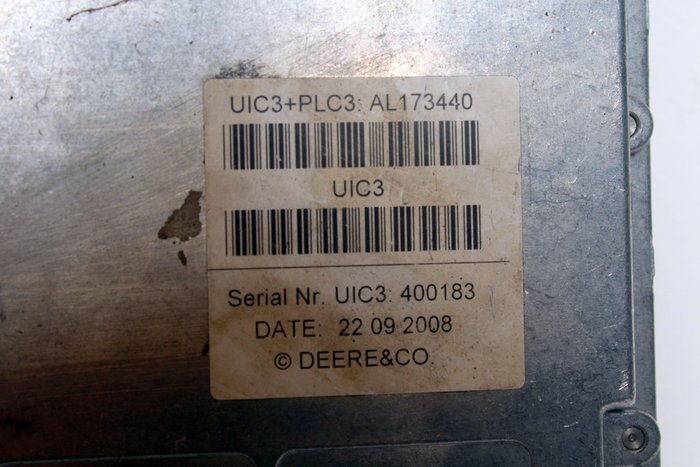 UIC3+PLC3: AL173440
UIC3
Serial Nr. UIC3: 400183
DATE: 22 09 2008
© DEERE&CO.